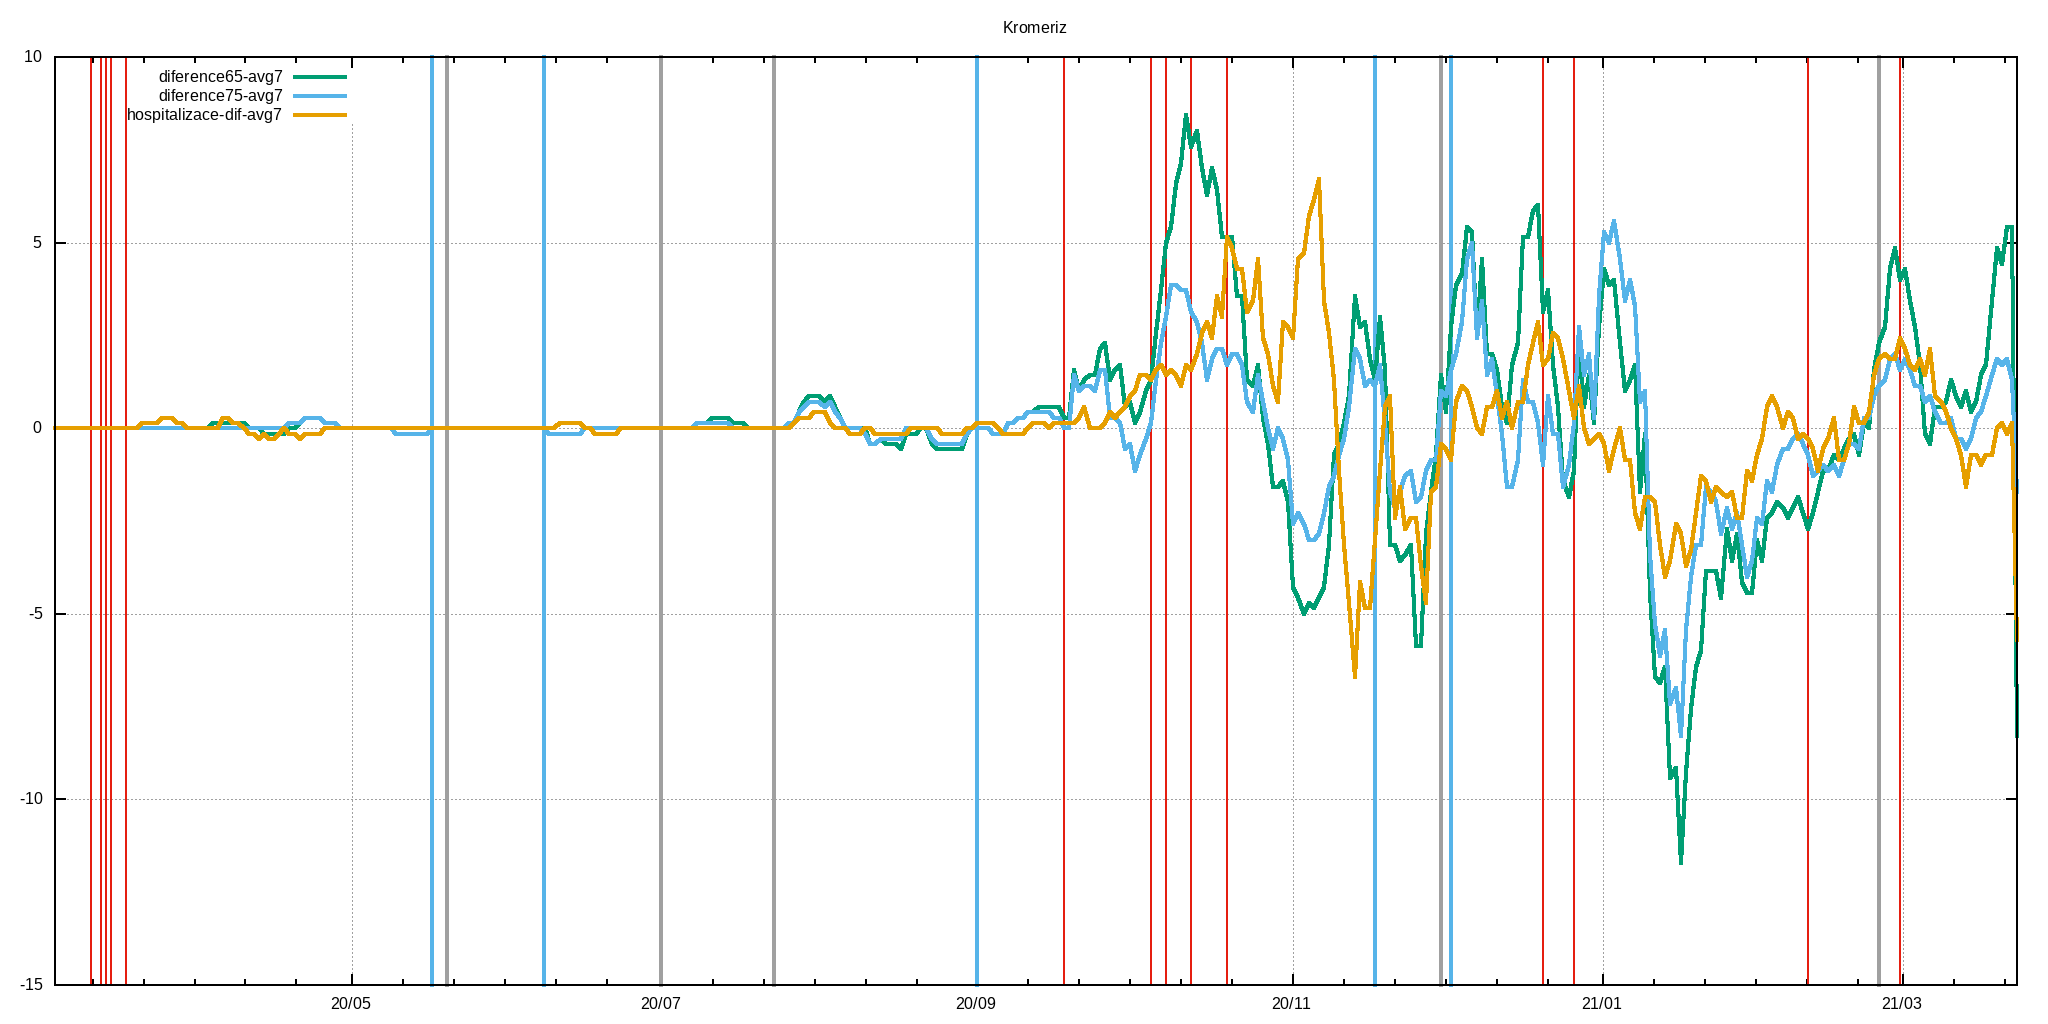 Kromeriz
10
diference65-avg7
diference75-avg7
hospitalizace-dif-avg7
5
0
-5
-10
-15
20/05 20/07 20/09 20/11 21/01 21/03